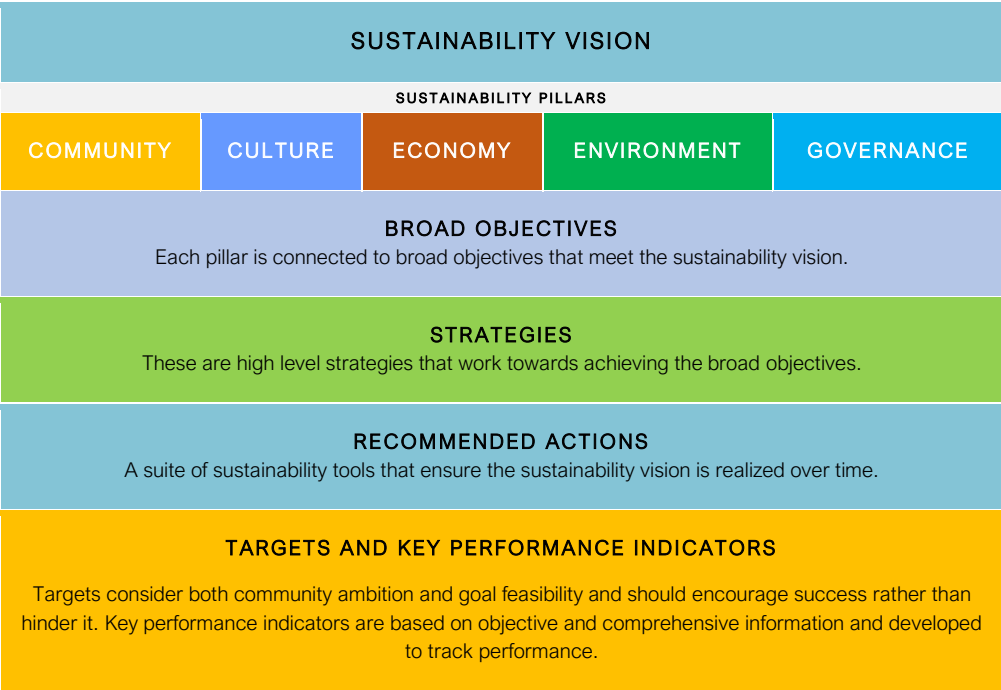 SUSTAINABILITY VISION
SUSTAINABILITY PILLARS
COMMUNITY CULTURE ECONOMY ENVIRONMENT GOVERNANCE
BROAD OBJECTIVES
Each pillar is connected to broad objectives that meet the sustainability vision.
STRATEGIES
These are high level strategies that work towards achieving the broad objectives.
RECOMMENDED ACTIONS
A suite of sustainability tools that ensure the sustainability vision is realized over time.
TARGETS AND KEY PERFORMANCE INDICATORS
Targets consider both community ambition and goal feasibility and should encourage success rather than
hinder it. Key performance indicators are based on objective and comprehensive information and developed
to track performance.